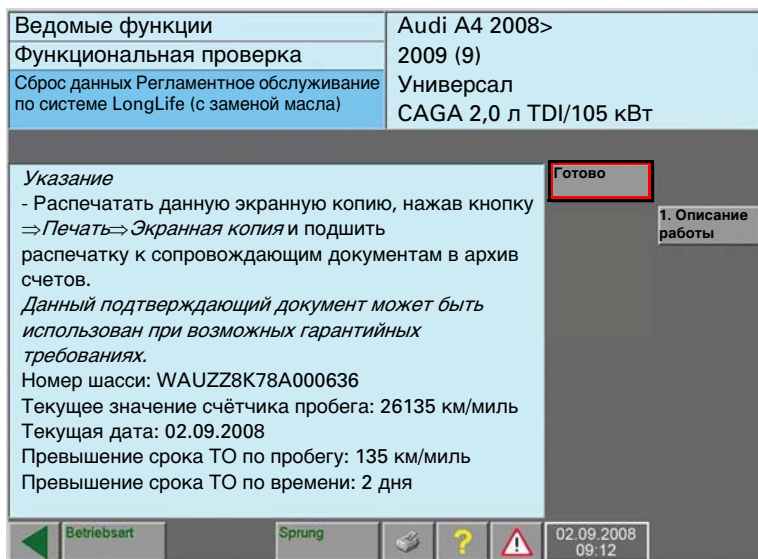 Ведомые функции
Функциональная проверка
Сброс данных Регламентное обслуживание
по системе LongLife (с заменой масла)
Audi A4 2008>
2009 (9)
Универсал
CAGA 2,0 л TDI/105 кВт
Указание
- Распечатать данную экранную копию, нажав кнопку
⇒Печать⇒Экранная копия и подшить
распечатку к сопровождающим документам в архив
счетов.
Данный подтверждающий документ может быть
использован при возможных гарантийных
требованиях.
Номер шасси: WAUZZ8K78A000636
Текущее значение счётчика пробега: 26135 км/миль
Текущая дата: 02.09.2008
Превышение срока ТО по пробегу: 135 км/миль
Превышение срока ТО по времени: 2 дня
Готово
1. Описание
работы
Betriebsart
Sprung
?
02.09.2008
09:12